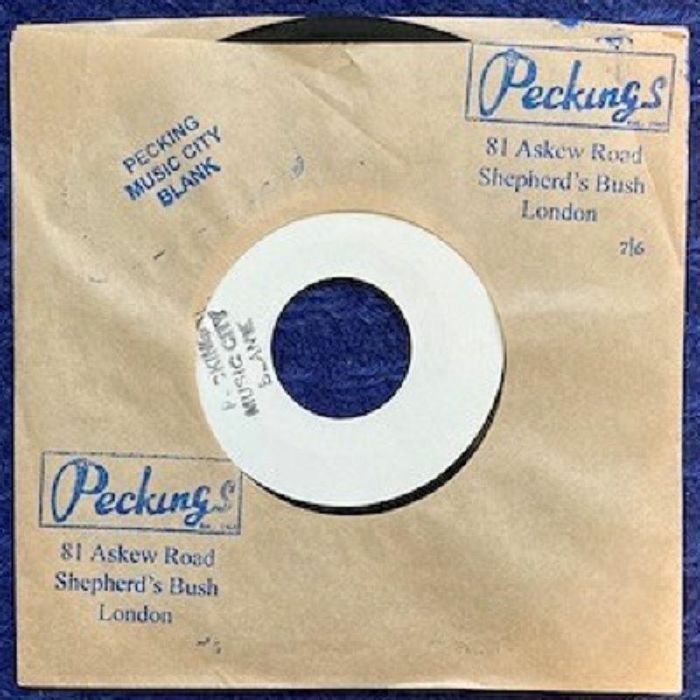 PECKING
MUSIC CITY
BLANK
Peckings
81 Askew Road
Shepherd's Bush
London
7/6
MUSIC CITY
Peckings
81 Askew Road
Shepherd's Bush
London